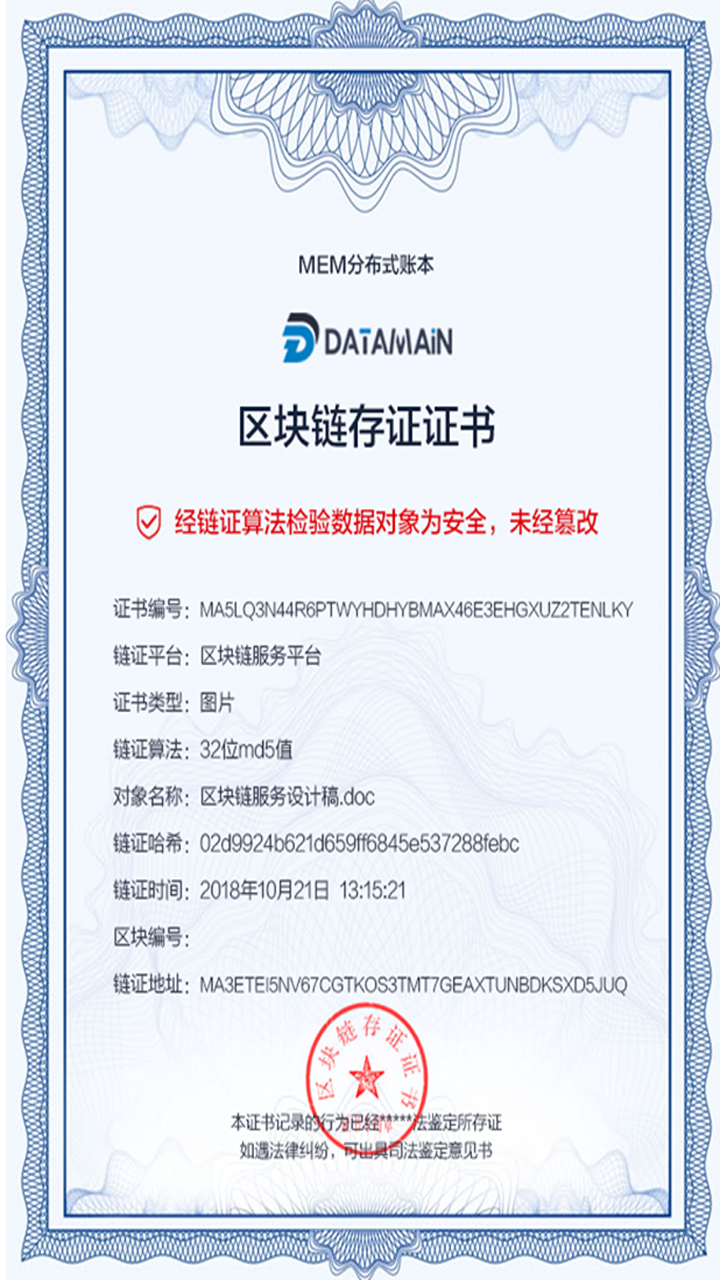 MEM分布式账本
DATAMAIN
区块链存证证书
经链证算法检验数据对象为安全，未经篡改
证书编号：MA5LQ3N44R6PTWYHDHYBMAX46E3EHGXUZ2TENLKY
链证平台：区块链服务平台
证书类型：图片
链证算法：32位md5值
对象名称：区块链服务设计稿.doc
链证哈希：02d9924b621d659ff6845e537288febc
链证时间：2018年10月21日 13:15:21
区块编号：
链证地址：MA3ETEI5NV67CGTKOS3TMT7GEAXTUNBDKSXD5JUQ
区块链存证证书
本证书记录的行为已经*****法鉴定所存证
如遇法律纠纷，可出具司法鉴定意见书